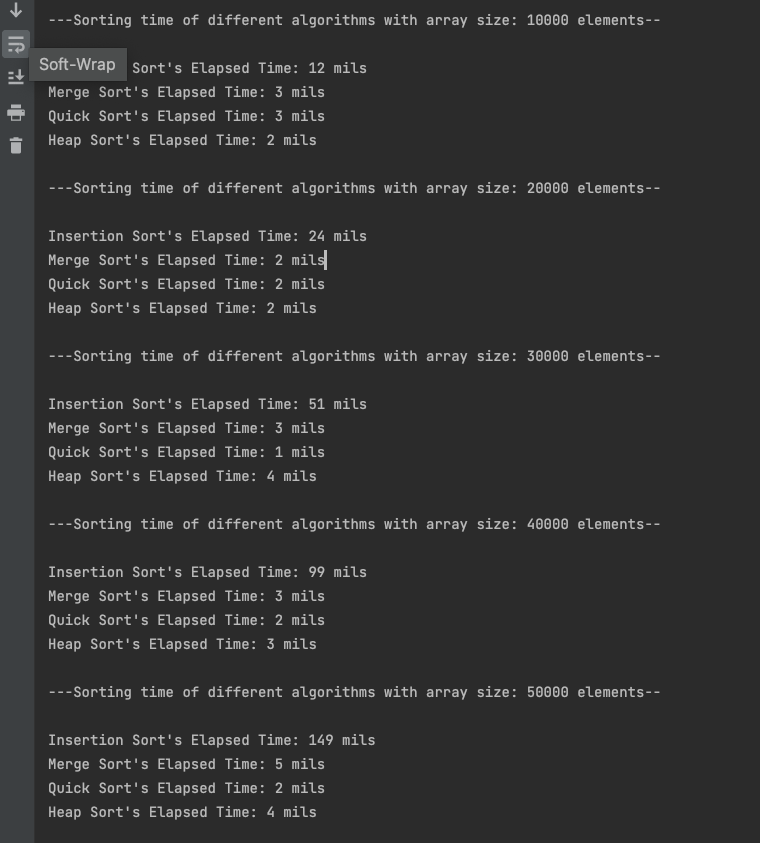 ---Sorting time of different algorithms with array size: 10000 elements--
Soft-Wrap
Sort's Elapsed Time: 12 mils
Merge Sort's Elapsed Time: 3 mils
Quick Sort's Elapsed Time: 3 mils
Heap Sort's Elapsed Time: 2 mils
---Sorting time of different algorithms with array size: 20000 elements--
Insertion Sort's Elapsed Time: 24 mils
Merge Sort's Elapsed Time: 2 mils
Quick Sort's Elapsed Time: 2 mils
Heap Sort's Elapsed Time: 2 mils
---Sorting time of different algorithms with array size: 30000 elements--
Insertion Sort's Elapsed Time: 51 mils
Merge Sort's Elapsed Time: 3 mils
Quick Sort's Elapsed Time: 1 mils
Heap Sort's Elapsed Time: 4 mils
---Sorting time of different algorithms with array size: 40000 elements--
Insertion Sort's Elapsed Time: 99 mils
Merge Sort's Elapsed Time: 3 mils
Quick Sort's Elapsed Time: 2 mils
Heap Sort's Elapsed Time: 3 mils
---Sorting time of different algorithms with array size: 50000 elements--
Insertion Sort's Elapsed Time: 149 mils
Merge Sort's Elapsed Time: 5 mils
Quick Sort's Elapsed Time: 2 mils
Heap Sort's Elapsed Time: 4 mils